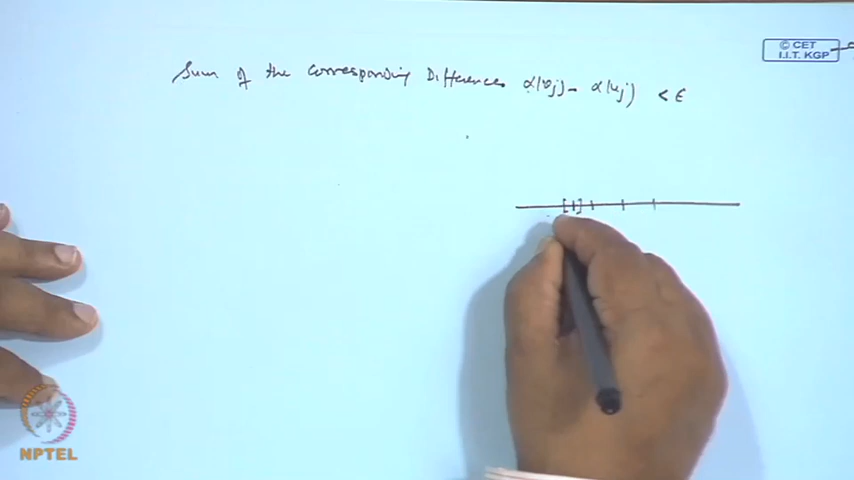 © CET
I.I.T. KGP
Sum of the corresponding Differences α(vj) - α(uj) < ϵ
NPTEL